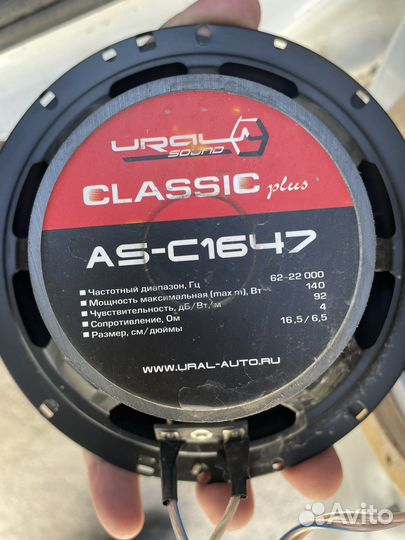 URAL
SOUND
CLASSIC plus
AS-C1647
Частотный диапазон, Гц 62-22 000
Мощность максимальная (max m), Вт 140
Чувствительность, дБ/Вт/м 92
Сопротивление, Ом 4
Размер, см/дюймы 16,5/6,5
WWW.URAL-AUTO.RU
Avito